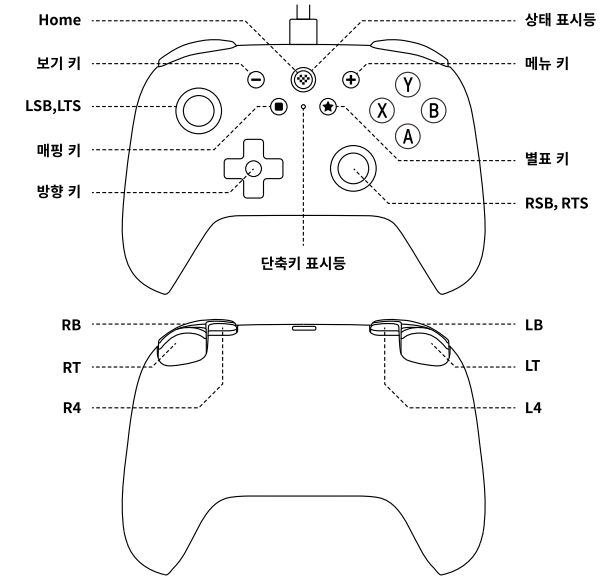 Home
상태 표시등
보기 키
메뉴 키
LSB,LTS
Y
X
B
A
매핑 키
별표 키
방향 키
RSB, RTS
단축키 표시등
RB
LB
RT
LT
R4
L4